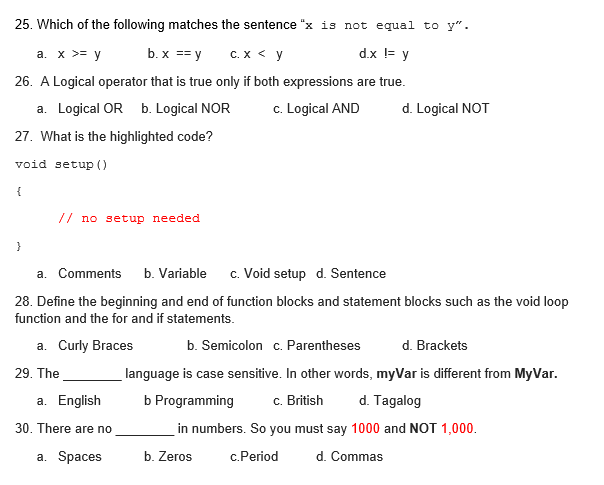 25. Which of the following matches the sentence “x is not equal to y”.
a. x >= y b. x == y c. x < y d.x != y
26. A Logical operator that is true only if both expressions are true.
a. Logical OR b. Logical NOR c. Logical AND d. Logical NOT
27. What is the highlighted code?
void setup()
{
// no setup needed
}
a. Comments b. Variable c. Void setup d. Sentence
28. Define the beginning and end of function blocks and statement blocks such as the void loop
function and the for and if statements.
a. Curly Braces b. Semicolon c. Parentheses d. Brackets
29. The ________ language is case sensitive. In other words, myVar is different from MyVar.
a. English b Programming c. British d. Tagalog
30. There are no ________ in numbers. So you must say 1000 and NOT 1,000.
a. Spaces b. Zeros c.Period d. Commas